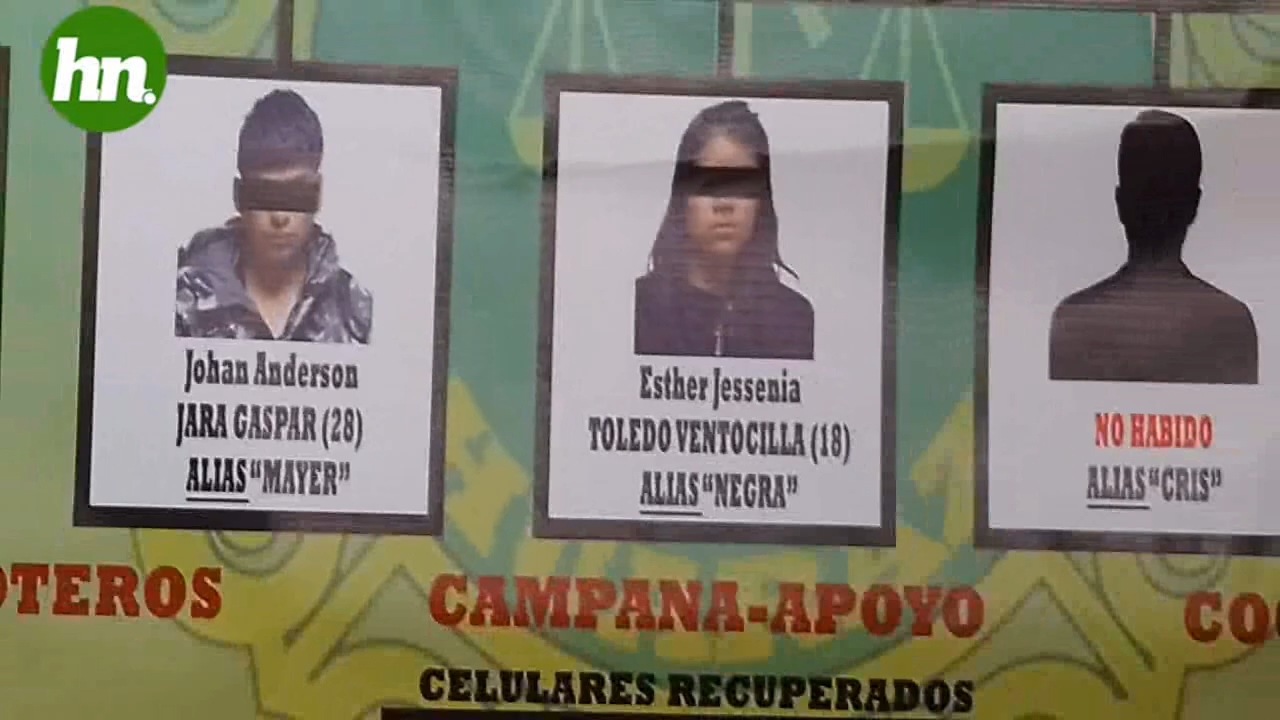 hn.
Johan Anderson
JARA GASPAR (28)
ALIAS "MAYER"
Esther Jessenia
TOLEDO VENTOCILLA (18)
ALIAS "NEGRA"
NO HABIDO
ALIAS "CRIS"
OTEROS
CAMPANA-APOYO
CO
CELULARES RECUPERADOS